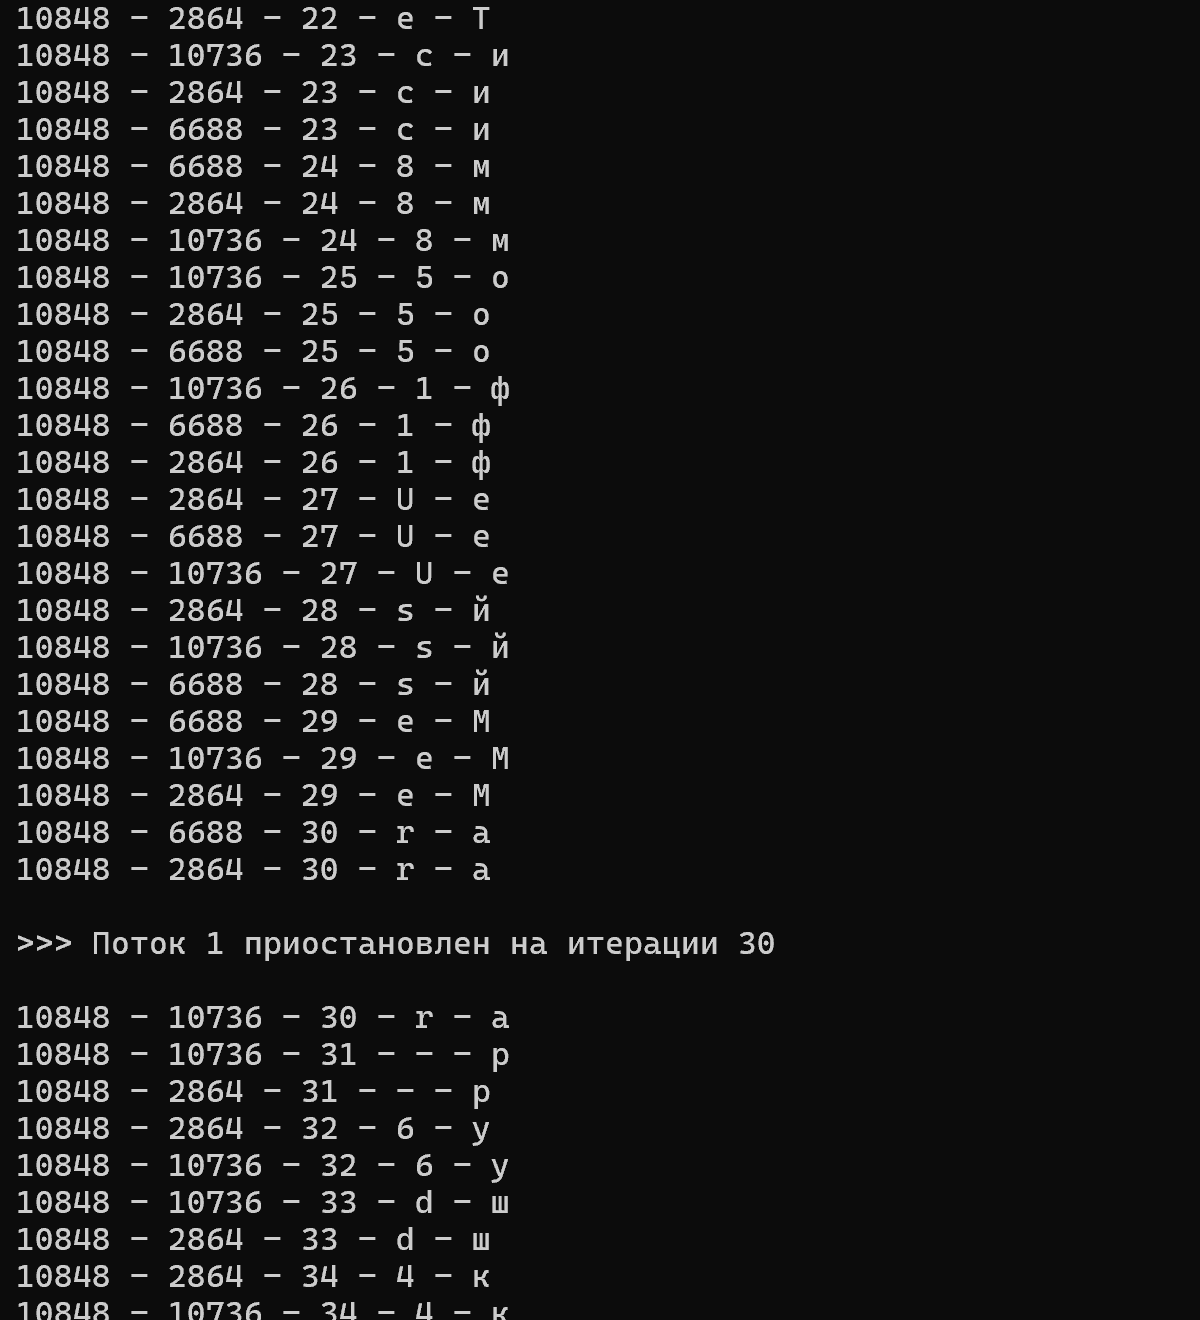 10848 – 2864 – 22 – e – Т
10848 – 10736 – 23 – c – и
10848 – 2864 – 23 – c – и
10848 – 6688 – 23 – c – и
10848 – 6688 – 24 – 8 – м
10848 – 2864 – 24 – 8 – м
10848 – 10736 – 24 – 8 – м
10848 – 10736 – 25 – 5 – о
10848 – 2864 – 25 – 5 – о
10848 – 6688 – 25 – 5 – о
10848 – 10736 – 26 – 1 – ф
10848 – 6688 – 26 – 1 – ф
10848 – 2864 – 26 – 1 – ф
10848 – 2864 – 27 – U – е
10848 – 6688 – 27 – U – е
10848 – 10736 – 27 – U – е
10848 – 2864 – 28 – s – й
10848 – 10736 – 28 – s – й
10848 – 6688 – 28 – s – й
10848 – 6688 – 29 – e – М
10848 – 10736 – 29 – e – М
10848 – 2864 – 29 – e – М
10848 – 6688 – 30 – r – а
10848 – 2864 – 30 – r – а
>>> Поток 1 приостановлен на итерации 30
10848 – 10736 – 30 – r – а
10848 – 10736 – 31 – – – р
10848 – 2864 – 31 – – – р
10848 – 2864 – 32 – 6 – у
10848 – 10736 – 32 – 6 – у
10848 – 10736 – 33 – d – ш
10848 – 2864 – 33 – d – ш
10848 – 2864 – 34 – 4 – к
10848 – 10736 – 34 – 4 – к